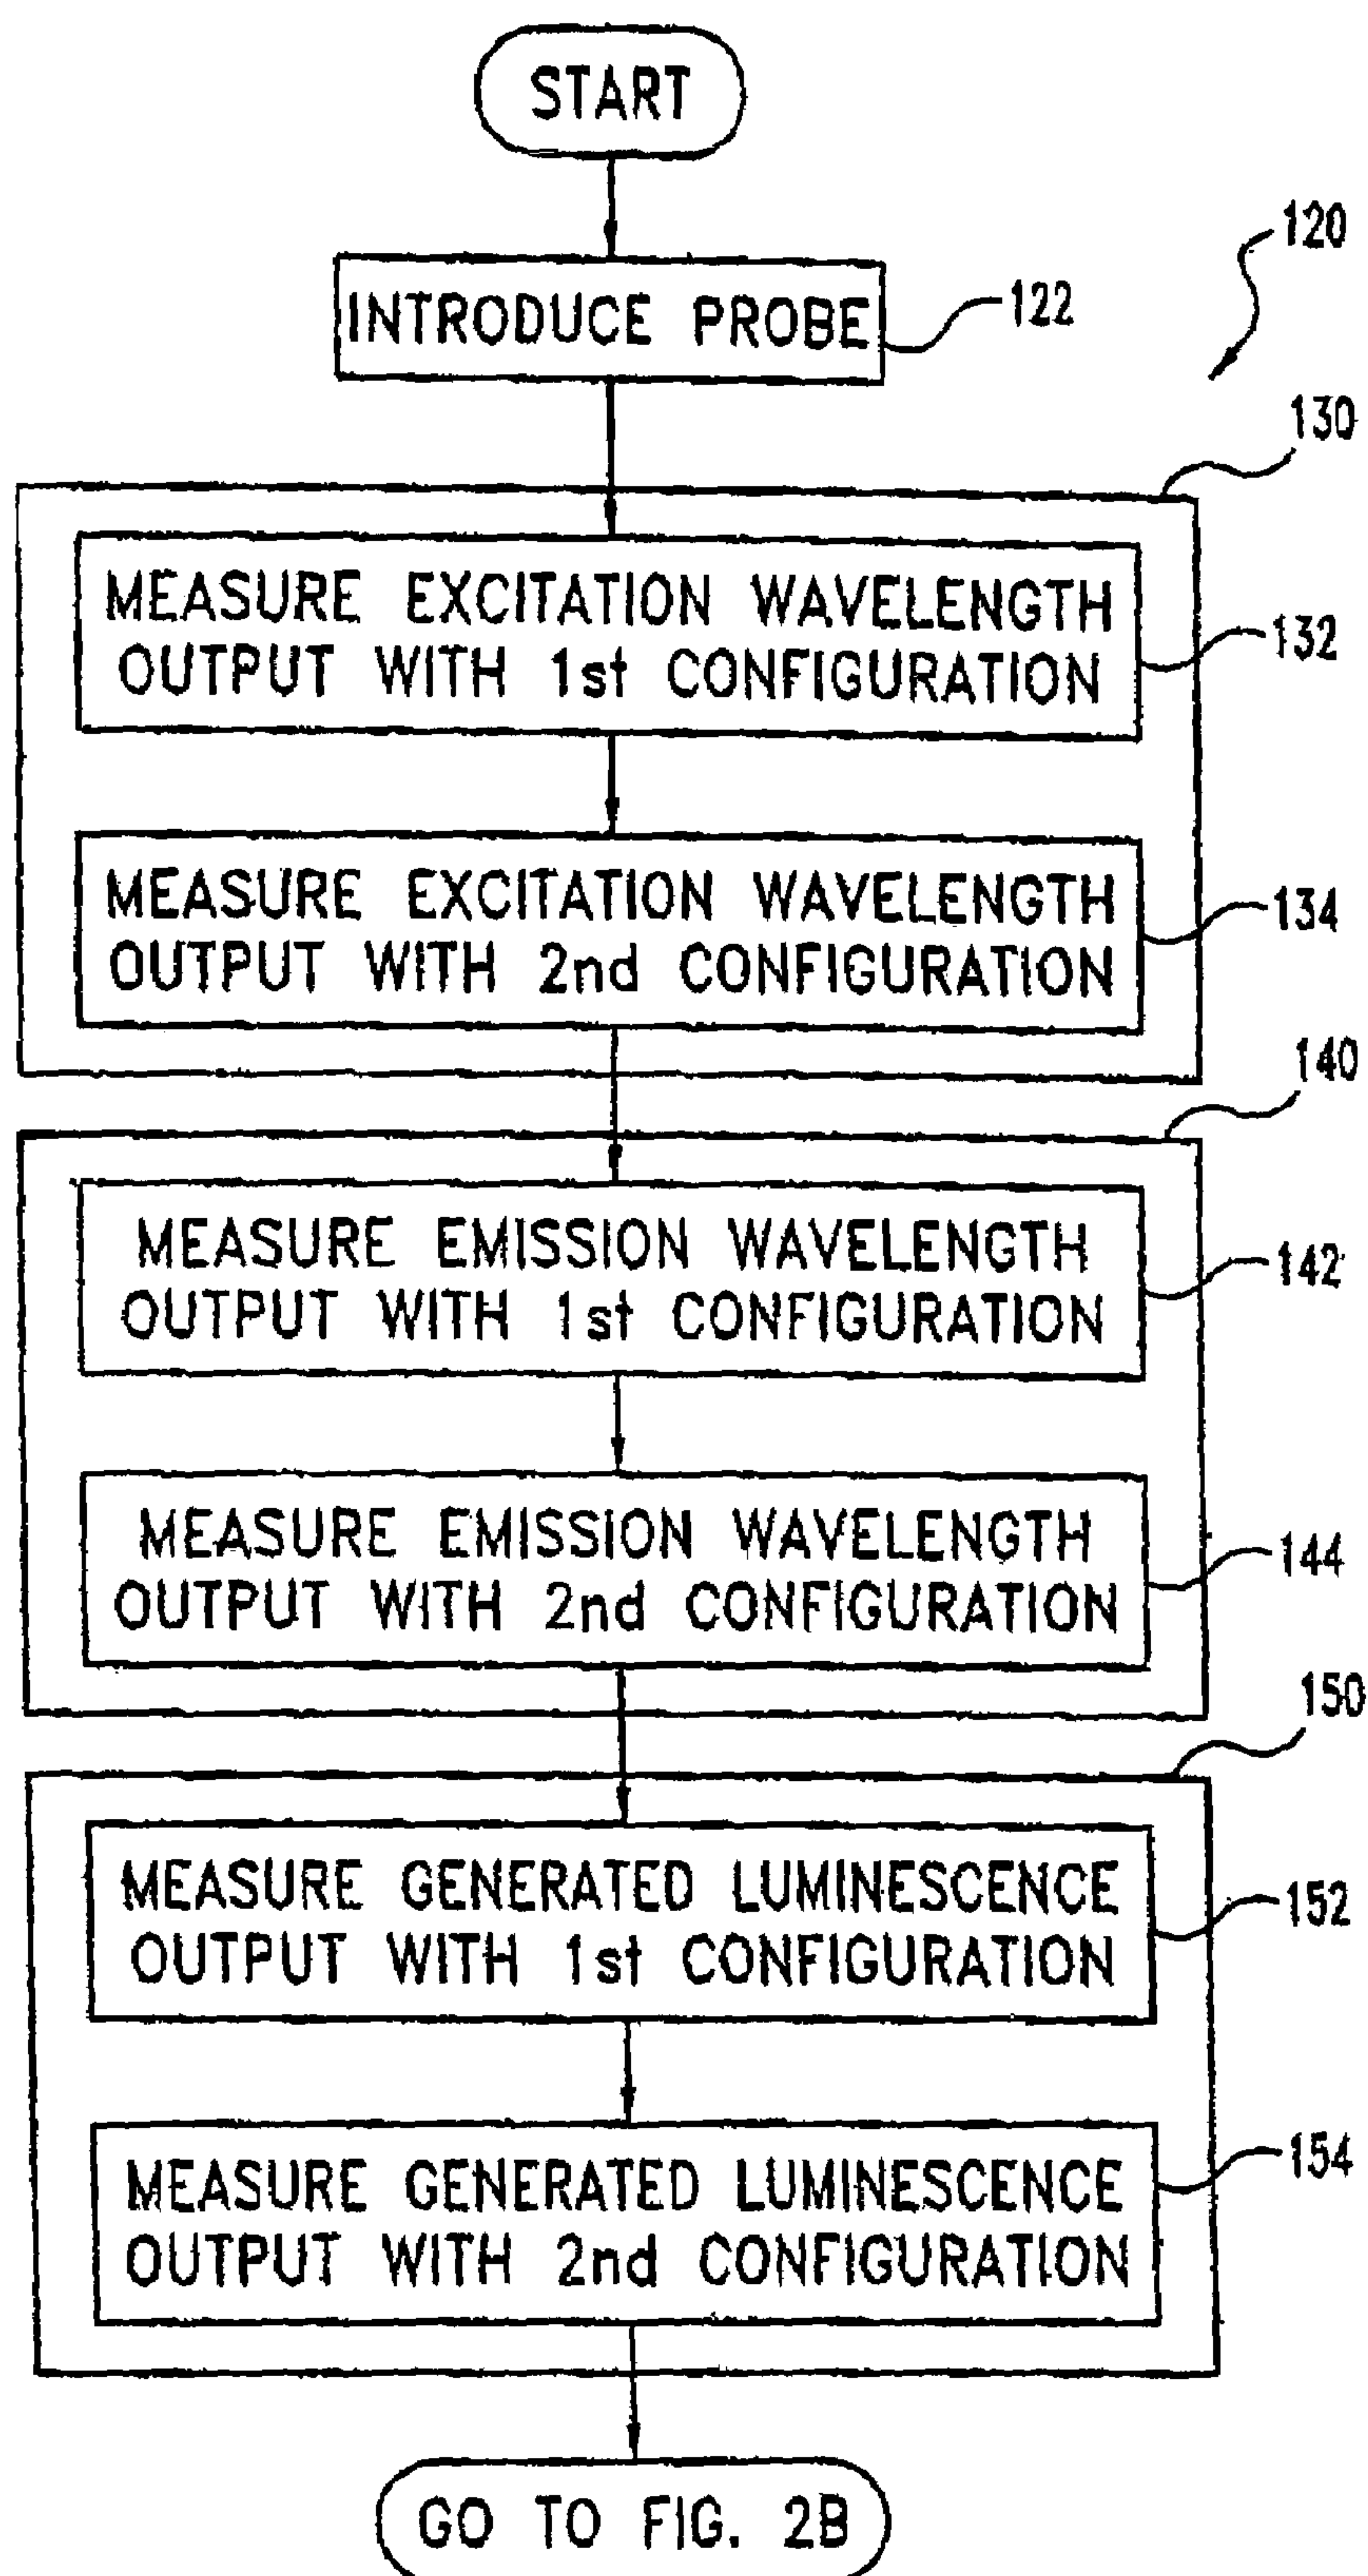 START
120
INTRODUCE PROBE
122
130
MEASURE EXCITATION WAVELENGTH
OUTPUT WITH 1st CONFIGURATION
132
MEASURE EXCITATION WAVELENGTH
OUTPUT WITH 2nd CONFIGURATION
134
140
MEASURE EMISSION WAVELENGTH
OUTPUT WITH 1st CONFIGURATION
142
MEASURE EMISSION WAVELENGTH
OUTPUT WITH 2nd CONFIGURATION
144
150
MEASURE GENERATED LUMINESCENCE
OUTPUT WITH 1st CONFIGURATION
152
MEASURE GENERATED LUMINESCENCE
OUTPUT WITH 2nd CONFIGURATION
154
GO TO FIG. 2B